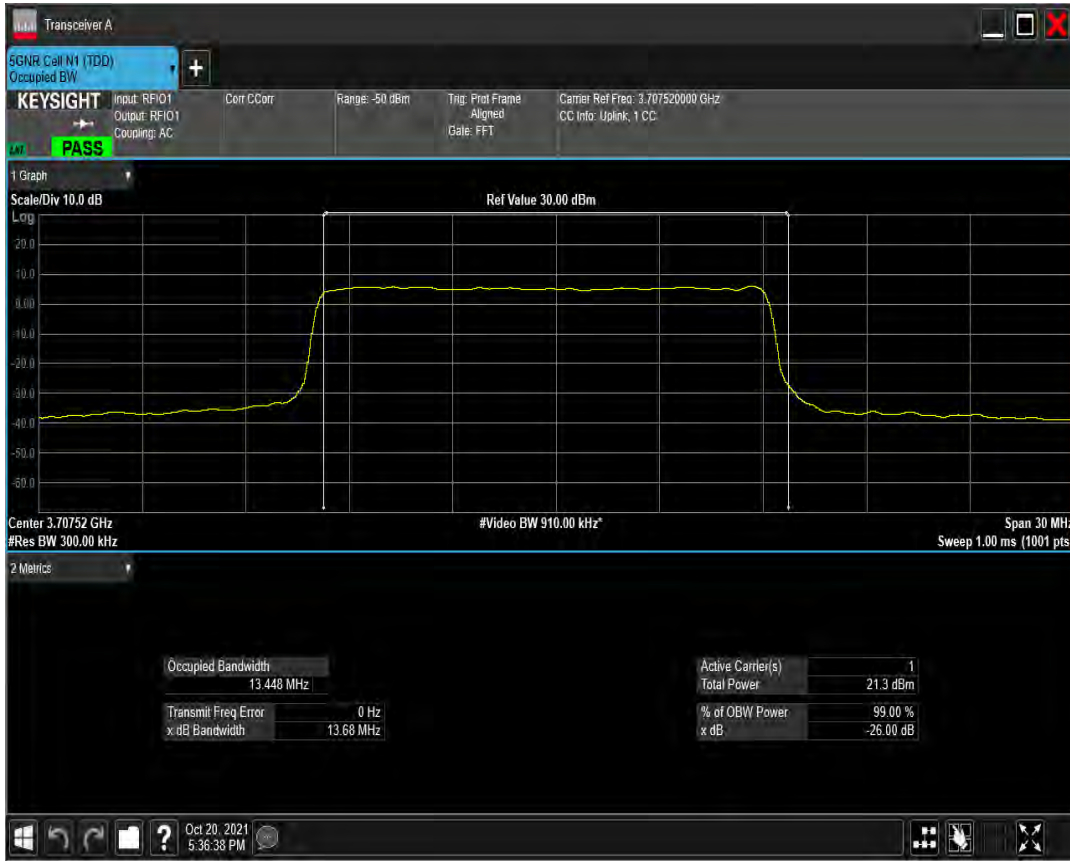 Transceiver A
5GNR Cell N1 (TDD)
Occupied BW
+
KEYSIGHT
Input: RFIO1
Output: RFIO1
Coupling: AC
Corr CCorr
Range: -50 dBm
Trig: Prot Frame
Aligned
Gate: FFT
Carrier Ref Freq: 3.707520000 GHz
CC Info: Uplink, 1 CC
PASS
1 Graph
Scale/Div 10.0 dB
Ref Value 30.00 dBm
Log
20.0
10.0
0.00
-10.0
-20.0
-30.0
-40.0
-50.0
-60.0
Center 3.70752 GHz
#Video BW 910.00 kHz*
Span 30 MHz
#Res BW 300.00 kHz
Sweep 1.00 ms (1001 pts
2 Metrics
Occupied Bandwidth
13.448 MHz
Transmit Freq Error 0 Hz
x dB Bandwidth 13.68 MHz
Active Carrier(s) 1
Total Power 21.3 dBm
% of OBW Power 99.00 %
x dB -26.00 dB
?
Oct 20, 2021
5:36:38 PM